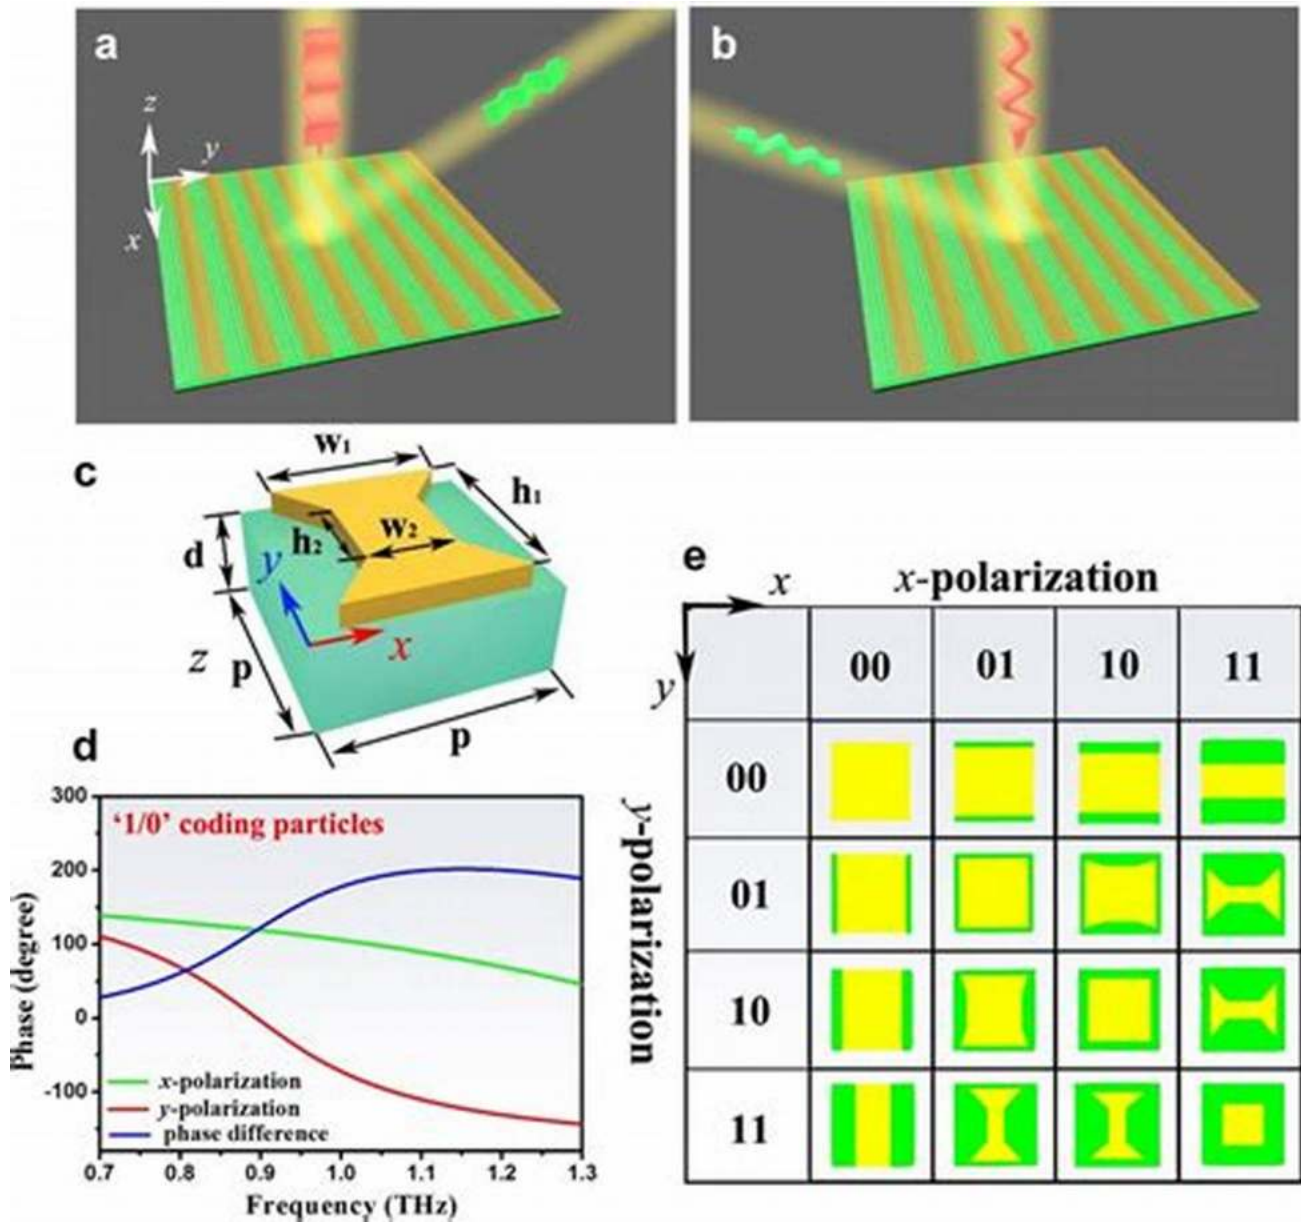 a
z
y
x
b
c
w1
h1
w2
h2
d
y
x
z
p
p
d
300
200
100
0
-100
Phase (degree)
‘1/0’ coding particles
x-polarization
y-polarization
phase difference
0.7 0.8 0.9 1.0 1.1 1.2 1.3
Frequency (THz)
e
x x-polarization
y
y-polarization
00 01 10 11
00
01
10
11